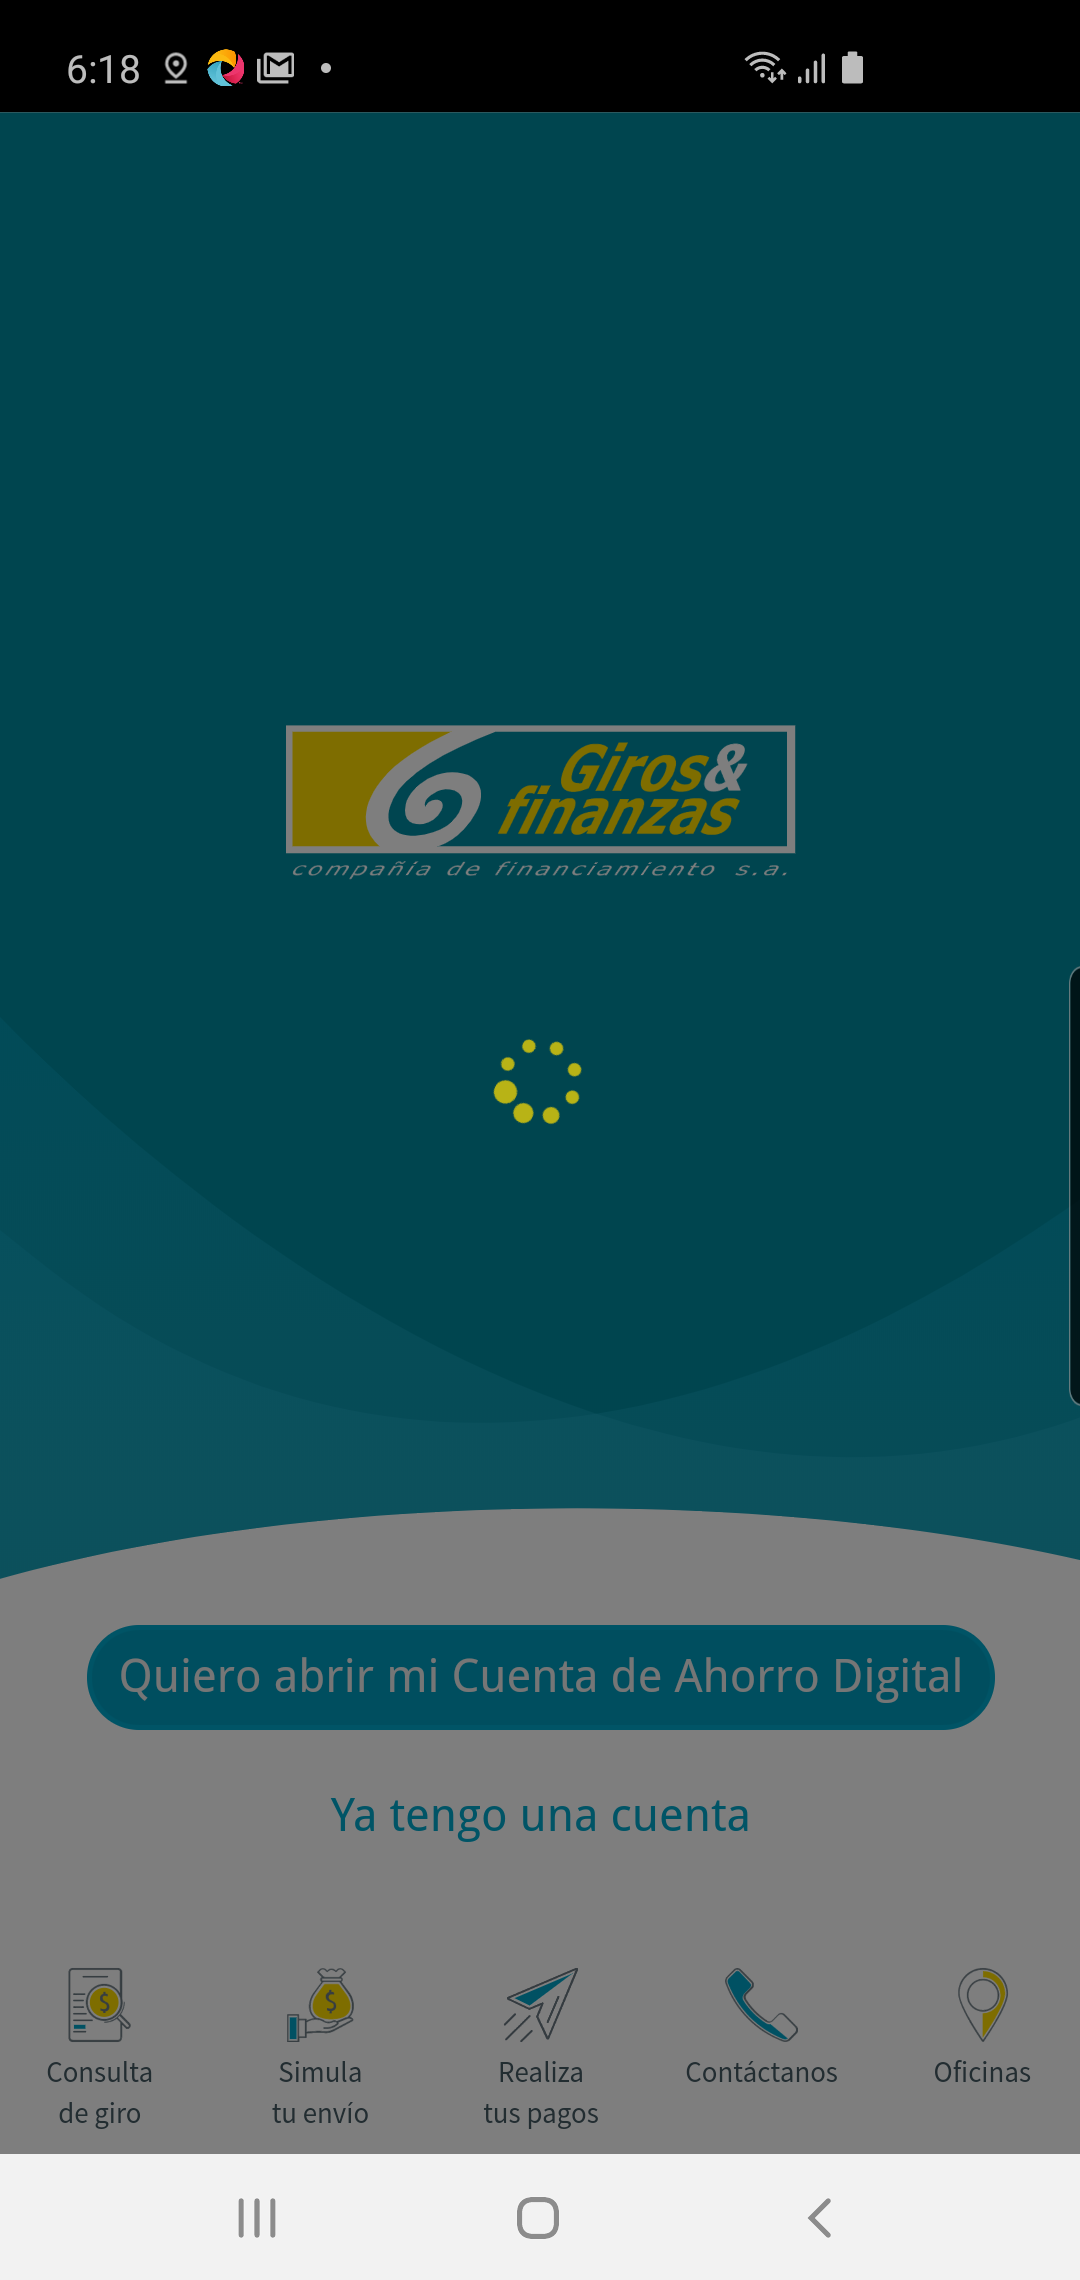 6:18
Giros&
finanzas
compañía de financiamiento s.a.
Quiero abrir mi Cuenta de Ahorro Digital
Ya tengo una cuenta
Consulta
de giro
Simula
tu envío
Realiza
tus pagos
Contáctanos
Oficinas